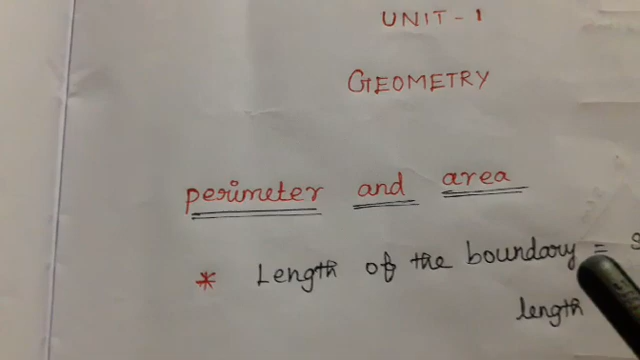 UNIT - 1
GEOMETRY
perimeter and area
* Length of the boundary =
length